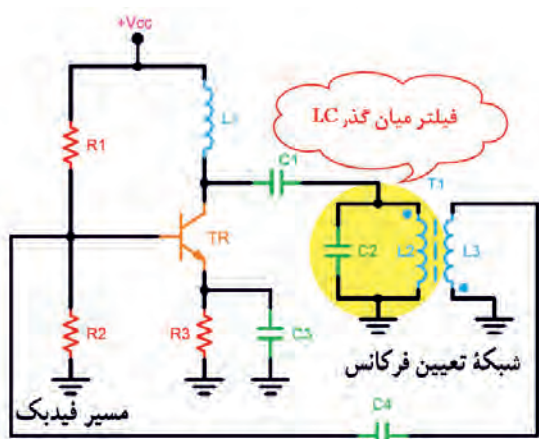 +Vcc
L1
R1
فیلتر میان گذر LC
C1
T1
TR
C2
L2
L3
R2
R3
C3
شبکهٔ تعیین فرکانس
مسیر فیدبک
C4